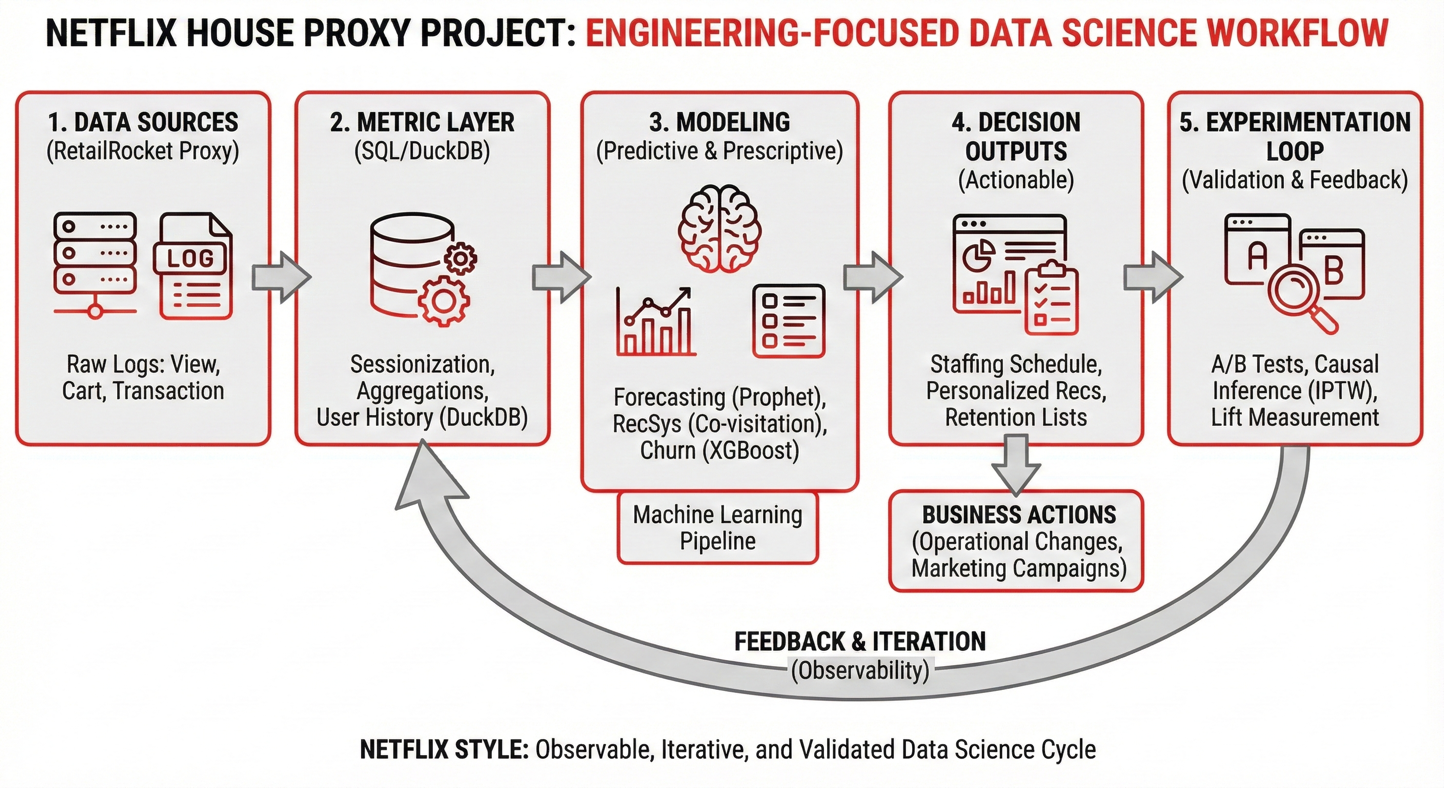 NETFLIX HOUSE PROXY PROJECT: ENGINEERING-FOCUSED DATA SCIENCE WORKFLOW
1. DATA SOURCES
(RetailRocket Proxy)
LOG
Raw Logs: View,
Cart, Transaction
2. METRIC LAYER
(SQL/DuckDB)
Sessionization,
Aggregations,
User History (DuckDB)
3. MODELING
(Predictive & Prescriptive)
Forecasting (Prophet),
RecSys (Co-visitation),
Churn (XGBoost)
Machine Learning
Pipeline
4. DECISION
OUTPUTS
(Actionable)
Staffing Schedule,
Personalized Recs,
Retention Lists
BUSINESS ACTIONS
(Operational Changes,
Marketing Campaigns)
5. EXPERIMENTATION
LOOP
(Validation & Feedback)
A
B
A/B Tests, Causal
Inference (IPTW),
Lift Measurement
FEEDBACK & ITERATION
(Observability)
NETFLIX STYLE: Observable, Iterative, and Validated Data Science Cycle